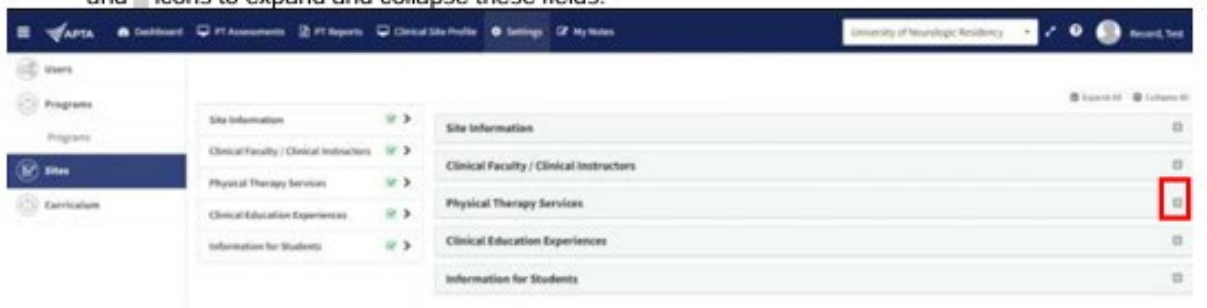 and icons to expand and collapse these fields.
APTA Dashboard PT Assessments PT Reports Clinical Site Profile Settings My Notes University of Neurologic Residency Record, Test
Users
Expand All Collapse All
Programs
Programs
Sites
Curriculum
Site Information
Clinical Faculty / Clinical Instructors
Physical Therapy Services
Clinical Education Experiences
Information for Students
Site Information
Clinical Faculty / Clinical Instructors
Physical Therapy Services
Clinical Education Experiences
Information for Students